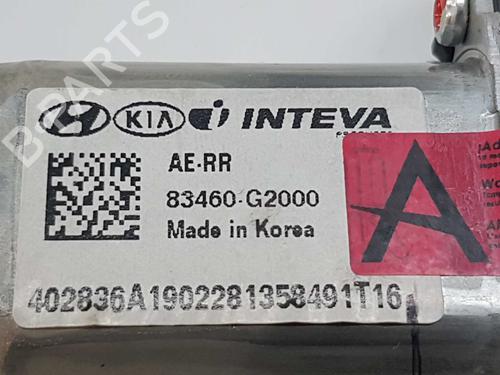 B-PARTS
KIA INTEVA
AE-RR
83460-G2000
Made in Korea
402836A1902281358491T16
A